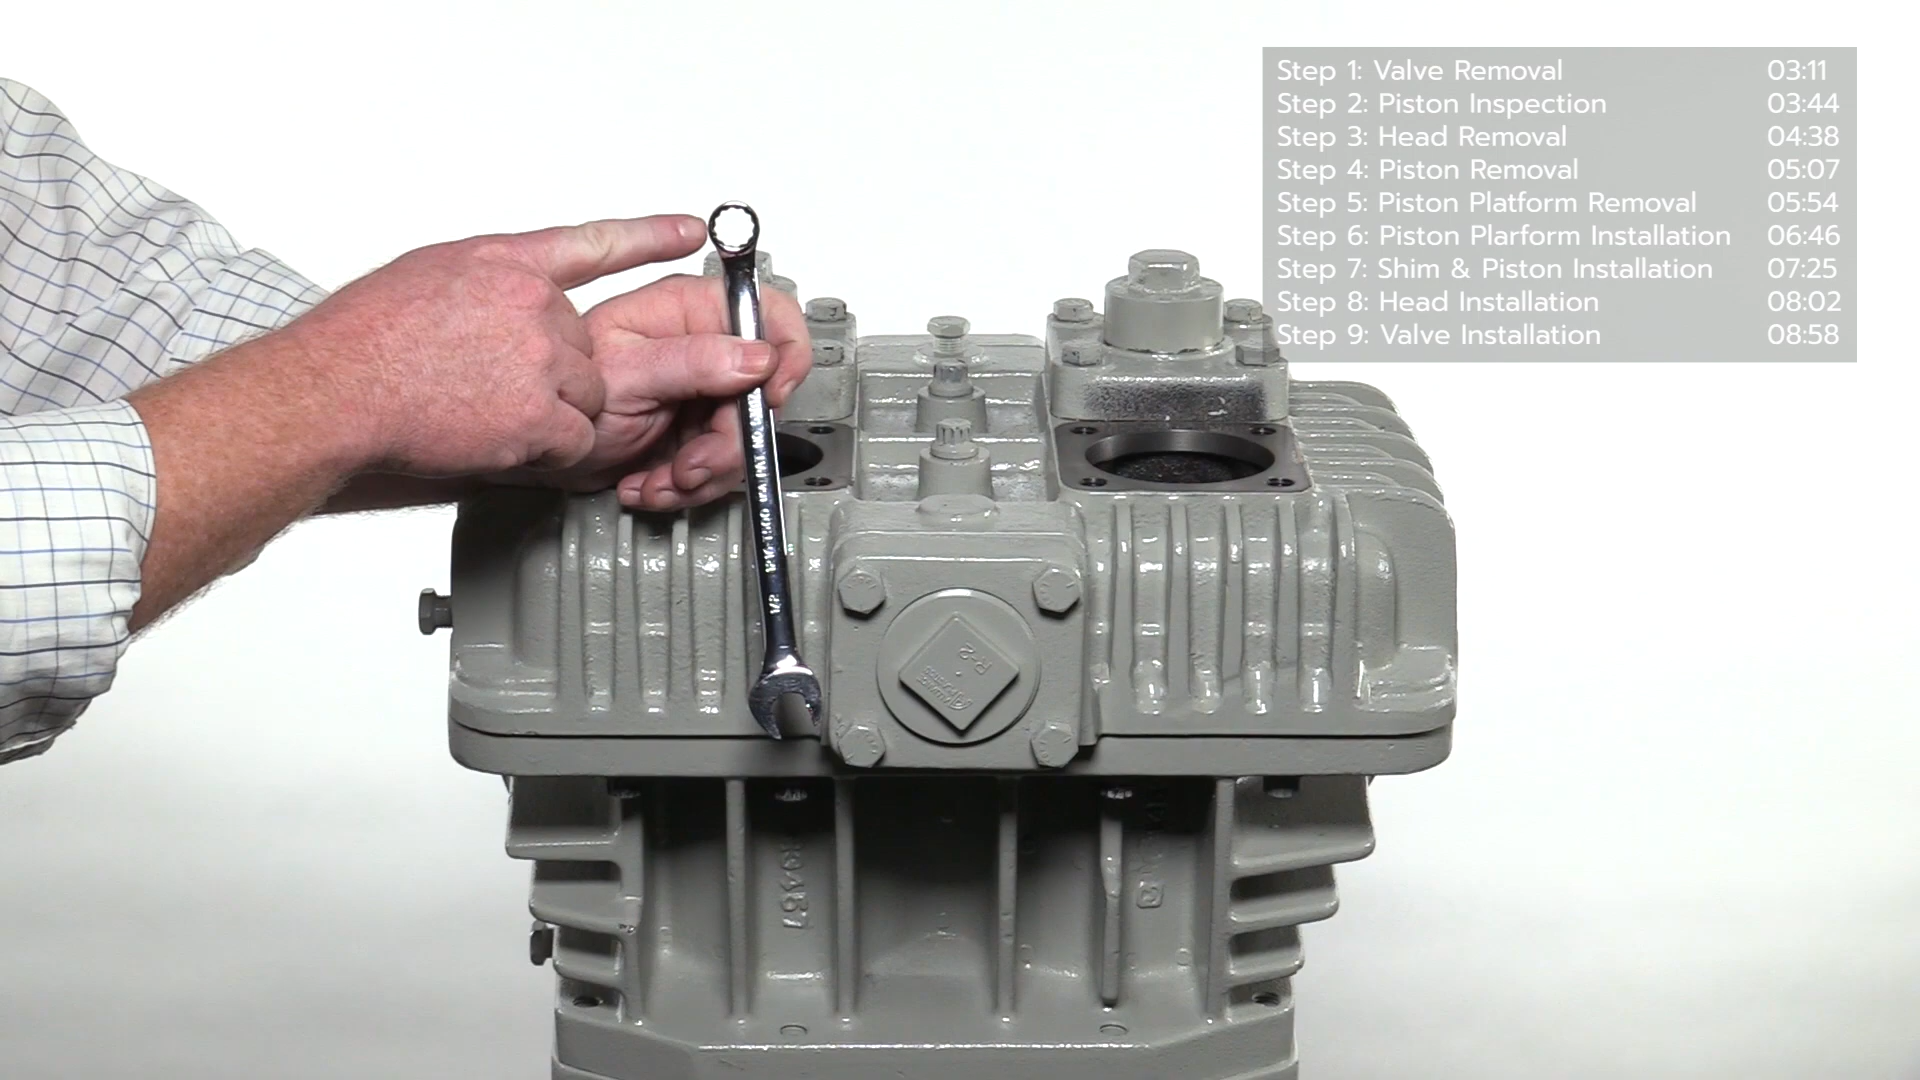 Step 1: Valve Removal 03:11
Step 2: Piston Inspection 03:44
Step 3: Head Removal 04:38
Step 4: Piston Removal 05:07
Step 5: Piston Platform Removal 05:54
Step 6: Piston Plarform Installation 06:46
Step 7: Shim & Piston Installation 07:25
Step 8: Head Installation 08:02
Step 9: Valve Installation 08:58
1/2
R-2